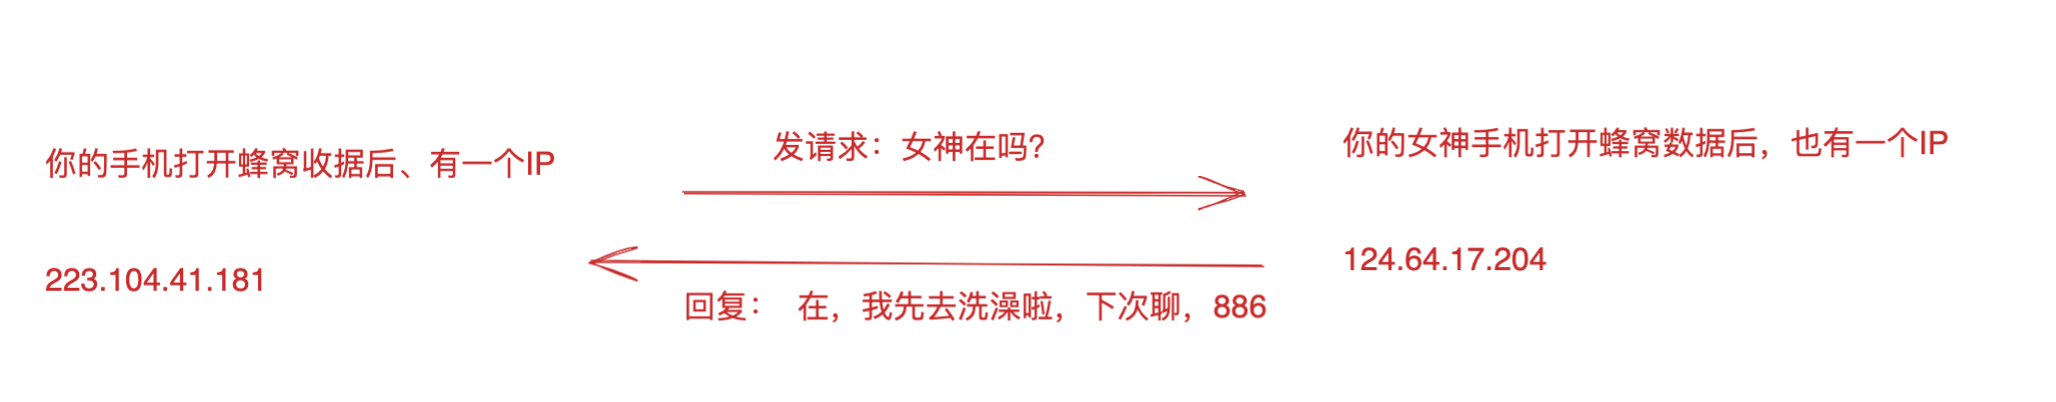 你的手机打开蜂窝收据后、有一个IP
223.104.41.181
发请求：女神在吗?
回复： 在，我先去洗澡啦，下次聊，886
你的女神手机打开蜂窝数据后，也有一个IP
124.64.17.204